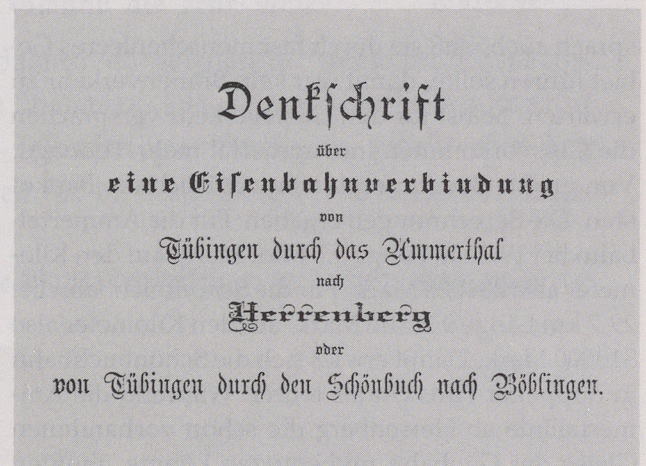 Denkschrift
über
eine Eisenbahnverbindung
von
Tübingen durch das Ammerthal
nach
Herrenberg
oder
von Tübingen durch den Schönbuch nach Böblingen.